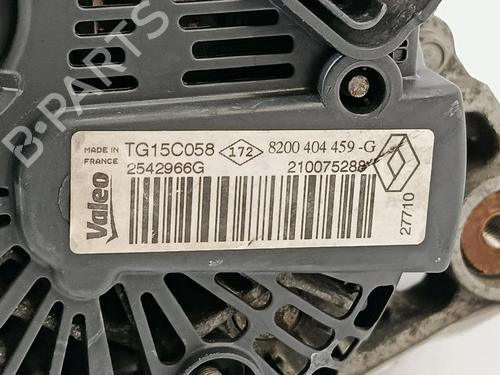 B-PARTS
MADE IN FRANCE TG15C058 172 8200 404 459 -G
2542966G 210075288
Valeo
27710